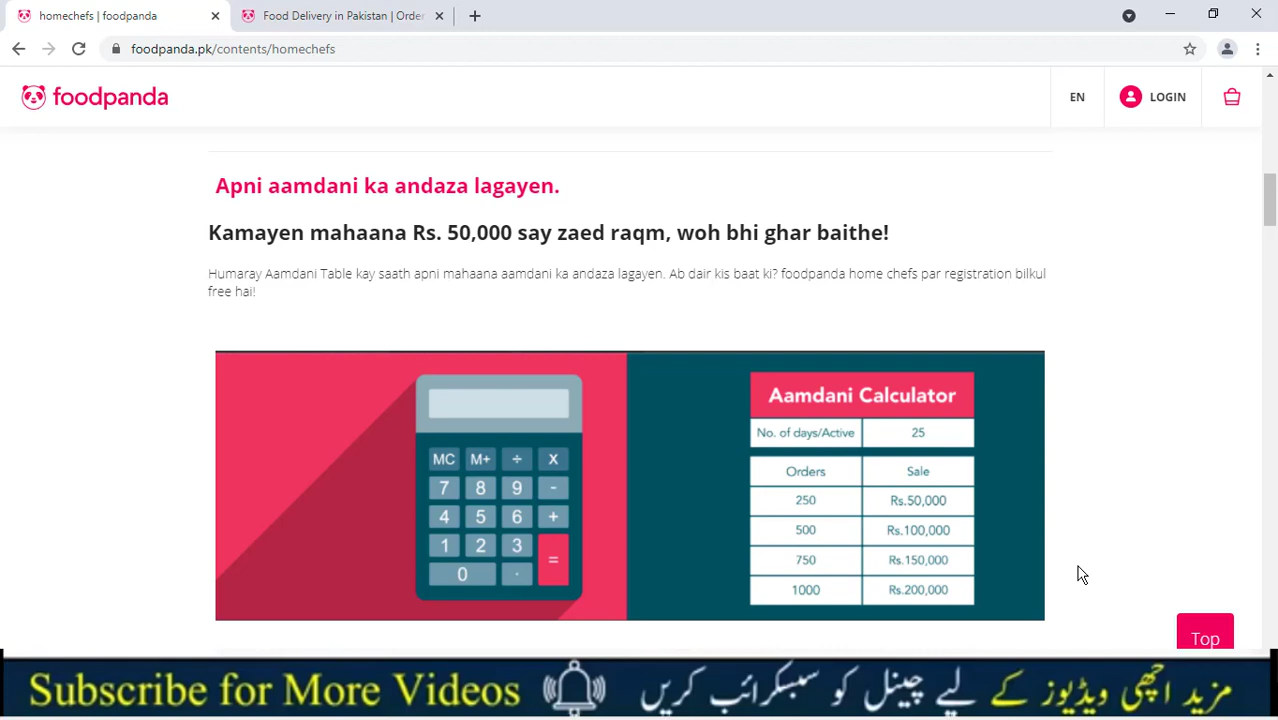 homechefs | foodpanda
Food Delivery in Pakistan | Order
foodpanda.pk/contents/homechefs
foodpanda
EN
LOGIN
Apni aamdani ka andaza lagayen.
Kamayen mahaana Rs. 50,000 say zaed raqm, woh bhi ghar baithe!
Humaray Aamdani Table kay saath apni mahaana aamdani ka andaza lagayen. Ab dair kis baat ki? foodpanda home chefs par registration bilkul
free hai!
MC M+ ÷ X
7 8 9 -
4 5 6 +
1 2 3 =
0 .
Aamdani Calculator
No. of days/Active 25
Orders Sale
250 Rs.50,000
500 Rs.100,000
750 Rs.150,000
1000 Rs.200,000
Top
Subscribe for More Videos
مزید اچھی ویڈیوز کے لیے چینل کو سبسکرائب کریں